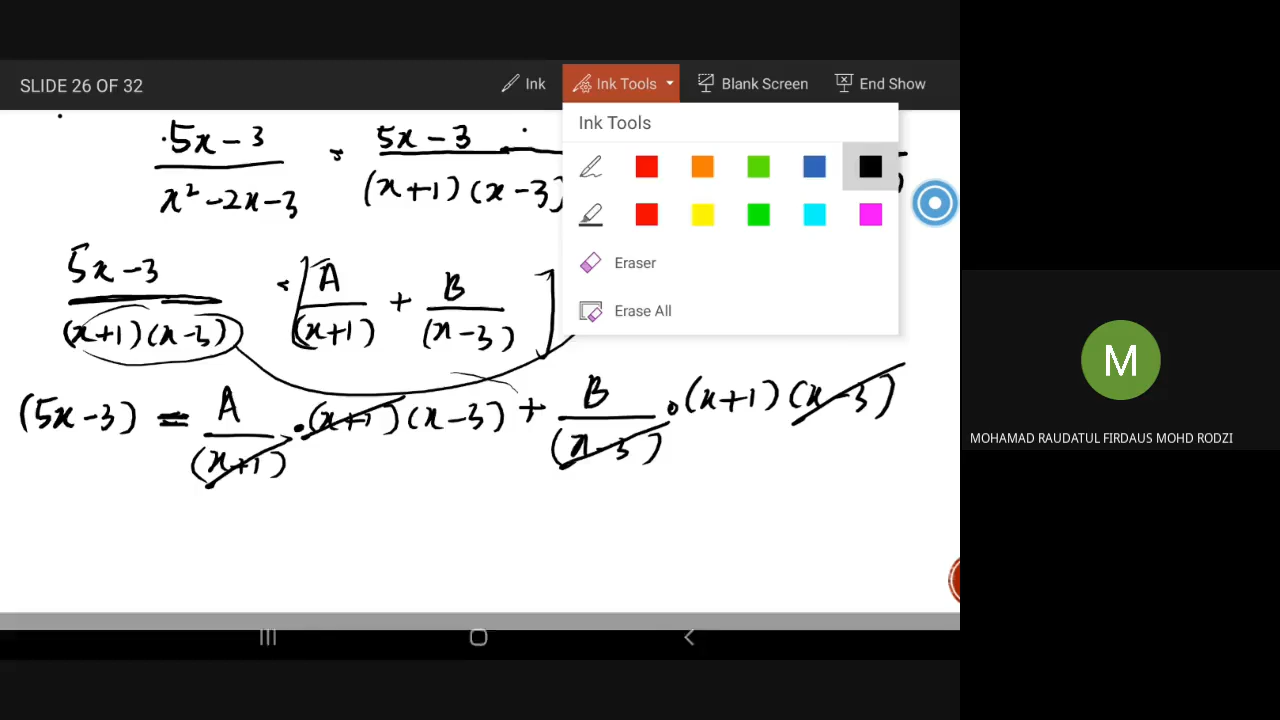 SLIDE 26 OF 32 Ink Ink Tools Blank Screen End Show
Ink Tools
Eraser
Erase All
5x - 3 / x² - 2x - 3 = 5x - 3 / (x+1)(x-3)
5x - 3 / (x+1)(x-3) = [A / (x+1) + B / (x-3)]
(5x-3) = A / (x+1) · (x+1)(x-3) + B / (x-3) · (x+1)(x-3)
M
MOHAMAD RAUDATUL FIRDAUS MOHD RODZI